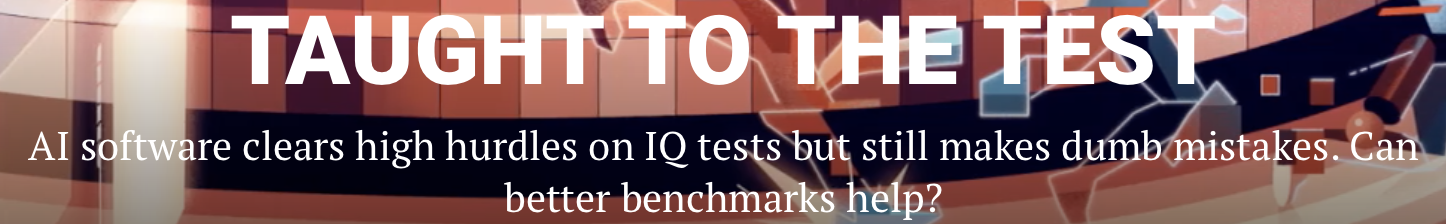 TAUGHT TO THE TEST
AI software clears high hurdles on IQ tests but still makes dumb mistakes. Can
better benchmarks help?